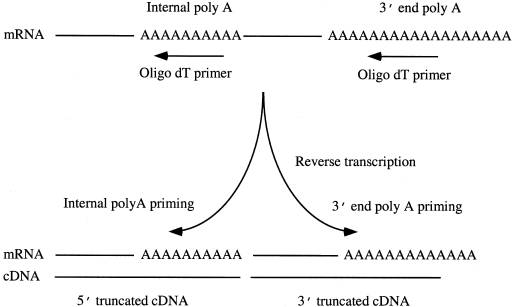 Internal poly A 3′ end poly A
mRNA AAAAAAAAAA AAAAAAAAAAAAAAAAAA
Oligo dT primer Oligo dT primer
Reverse transcription
Internal polyA priming 3′ end poly A priming
mRNA AAAAAAAAAA AAAAAAAAAAAAA
cDNA
5′ truncated cDNA 3′ truncated cDNA